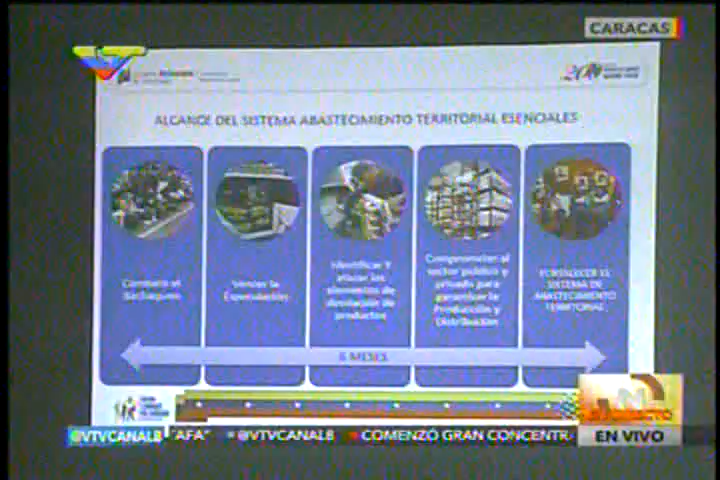 CARACAS
ALCANCE DEL SISTEMA ABASTECIMIENTO TERRITORIAL ESENCIALES
Combatir el
Bachaqueo
Vencer la
Especulación
Identificar Y
atacar los
elementos de
desviación de
productos
Comprometer al
sector público y
privado para
garantizar la
Producción y
Distribución
FORTALECER EL
SISTEMA DE
ABASTECIMIENTO
TERRITORIAL
6 MESES
EN VIVO
@VTVCANAL8 "AFA" @VTVCANAL8 COMENZÓ GRAN CONCENTR